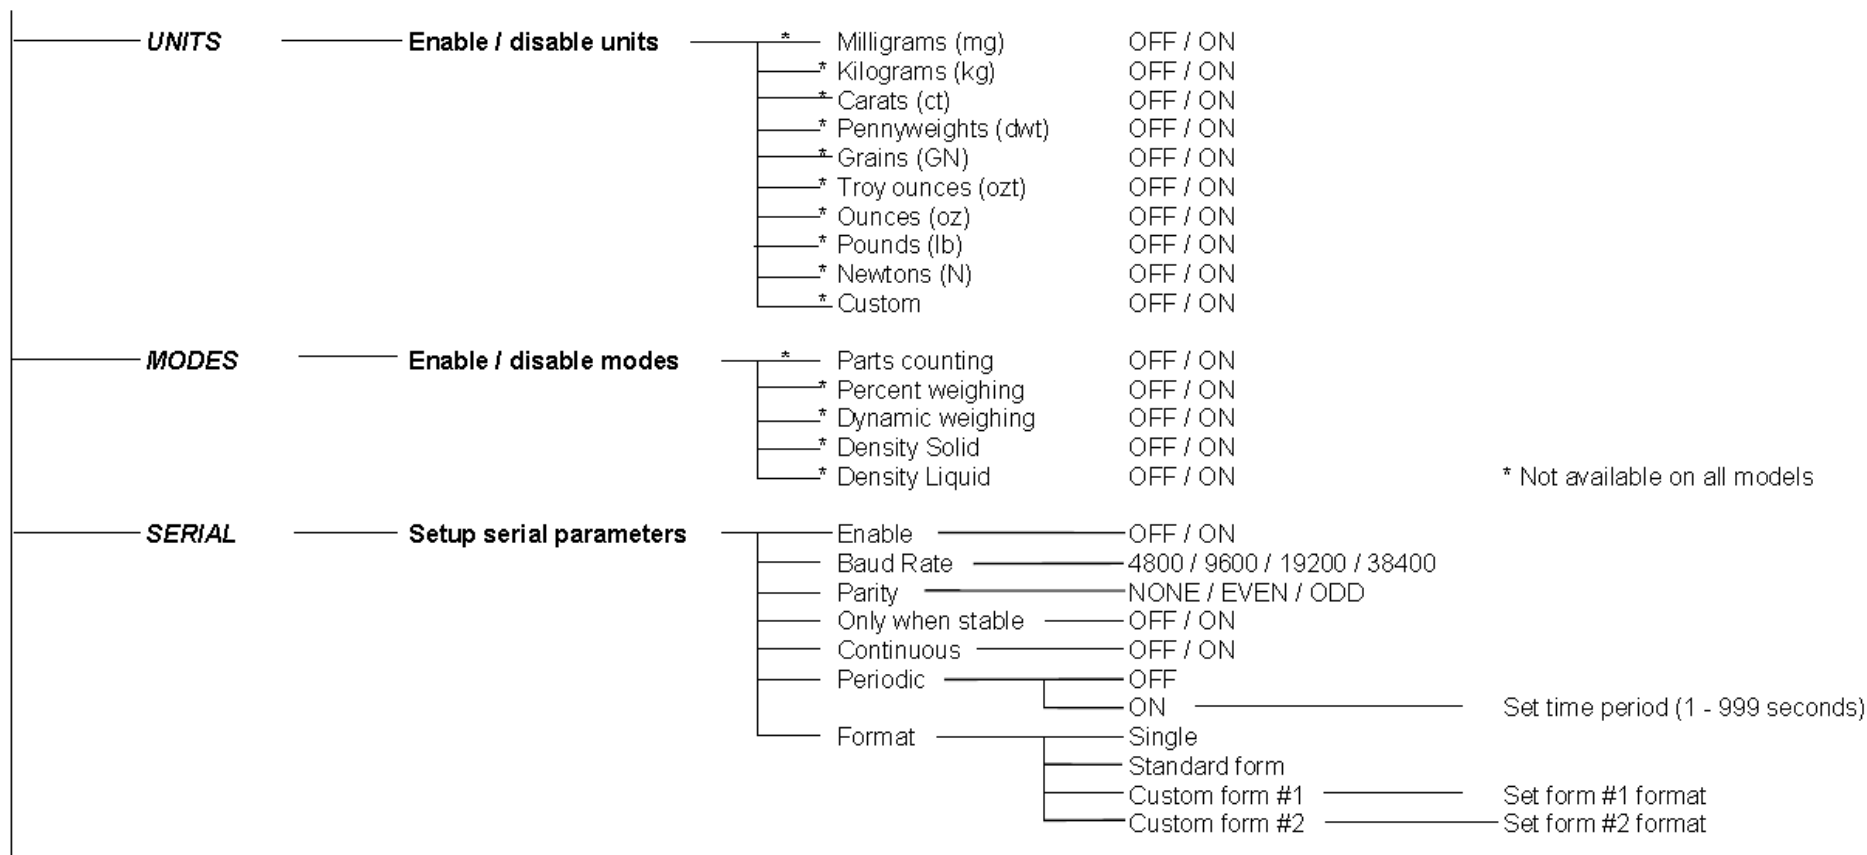 UNITS Enable / disable units * Milligrams (mg) OFF / ON
* Kilograms (kg) OFF / ON
* Carats (ct) OFF / ON
* Pennyweights (dwt) OFF / ON
* Grains (GN) OFF / ON
* Troy ounces (ozt) OFF / ON
* Ounces (oz) OFF / ON
* Pounds (lb) OFF / ON
* Newtons (N) OFF / ON
* Custom OFF / ON
MODES Enable / disable modes * Parts counting OFF / ON
* Percent weighing OFF / ON
* Dynamic weighing OFF / ON
* Density Solid OFF / ON
* Density Liquid OFF / ON * Not available on all models
SERIAL Setup serial parameters Enable OFF / ON
Baud Rate 4800 / 9600 / 19200 / 38400
Parity NONE / EVEN / ODD
Only when stable OFF / ON
Continuous OFF / ON
Periodic OFF
ON Set time period (1 - 999 seconds)
Format Single
Standard form
Custom form #1 Set form #1 format
Custom form #2 Set form #2 format